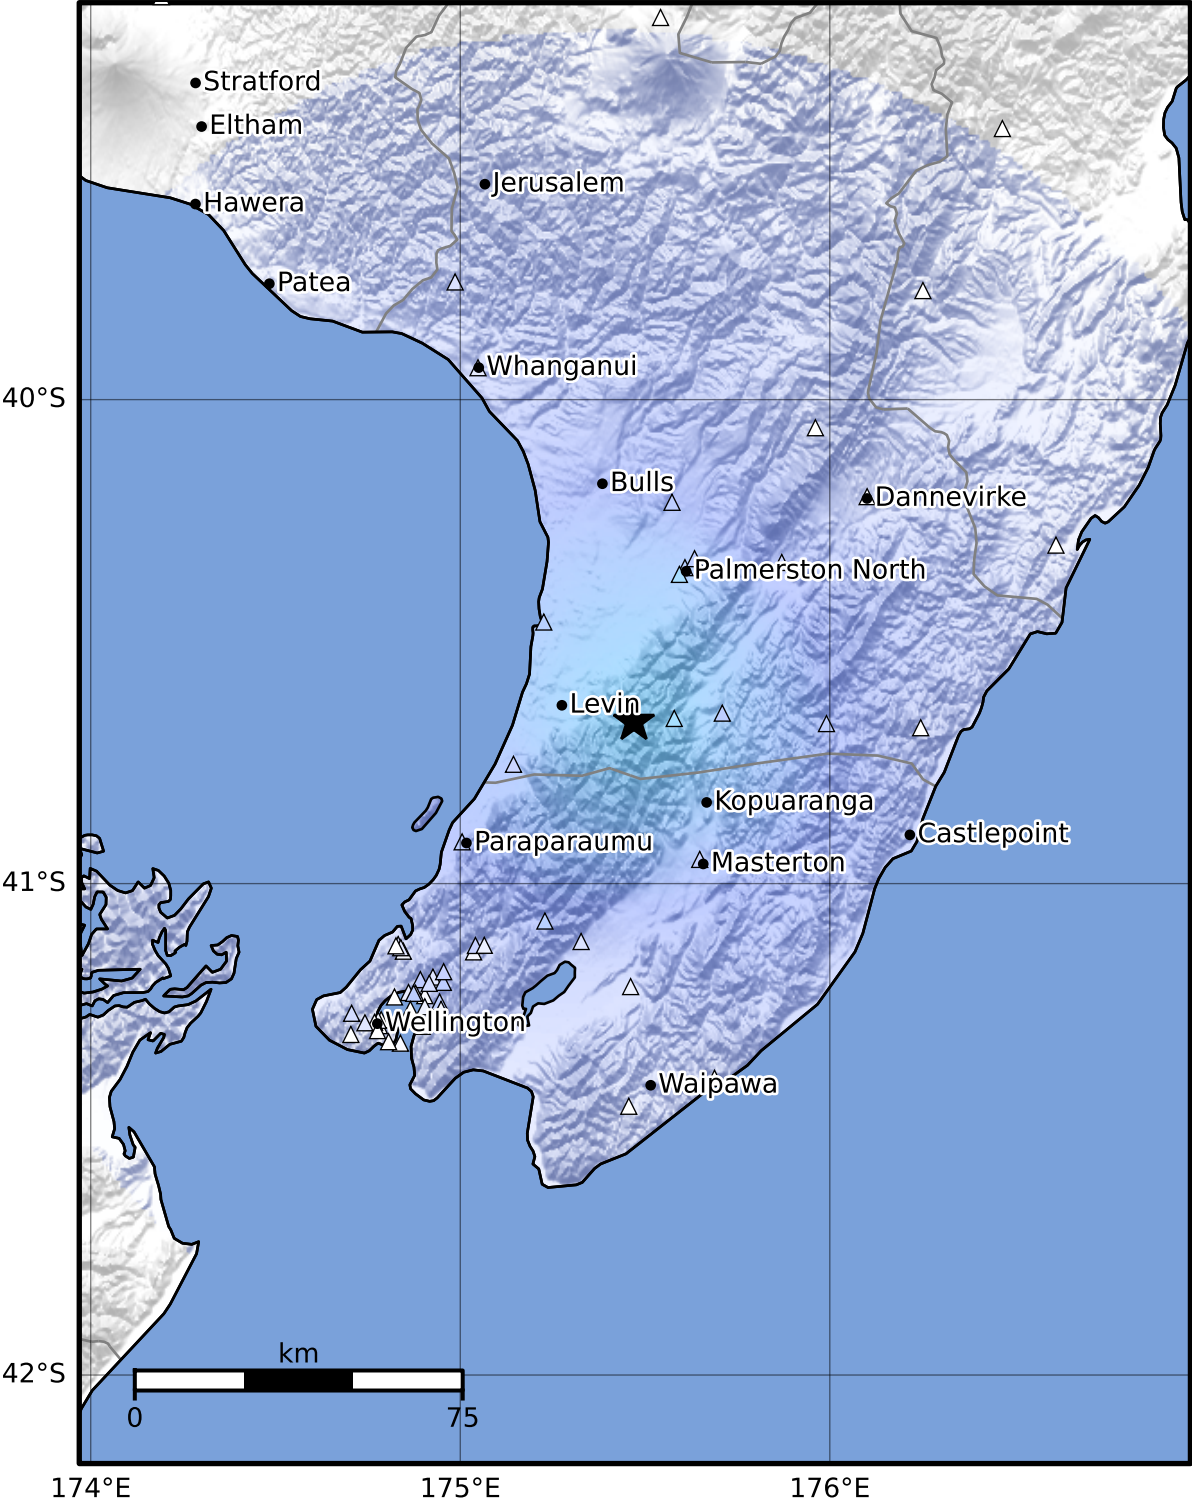 Stratford
Eltham
Jerusalem
Hawera
Patea
Whanganui
40°S
Bulls
Dannevirke
Palmerston North
Levin
Kopuaranga
Castlepoint
Paraparaumu
Masterton
41°S
Wellington
Waipawa
km
42°S
0
75
174°E
175°E
176°E